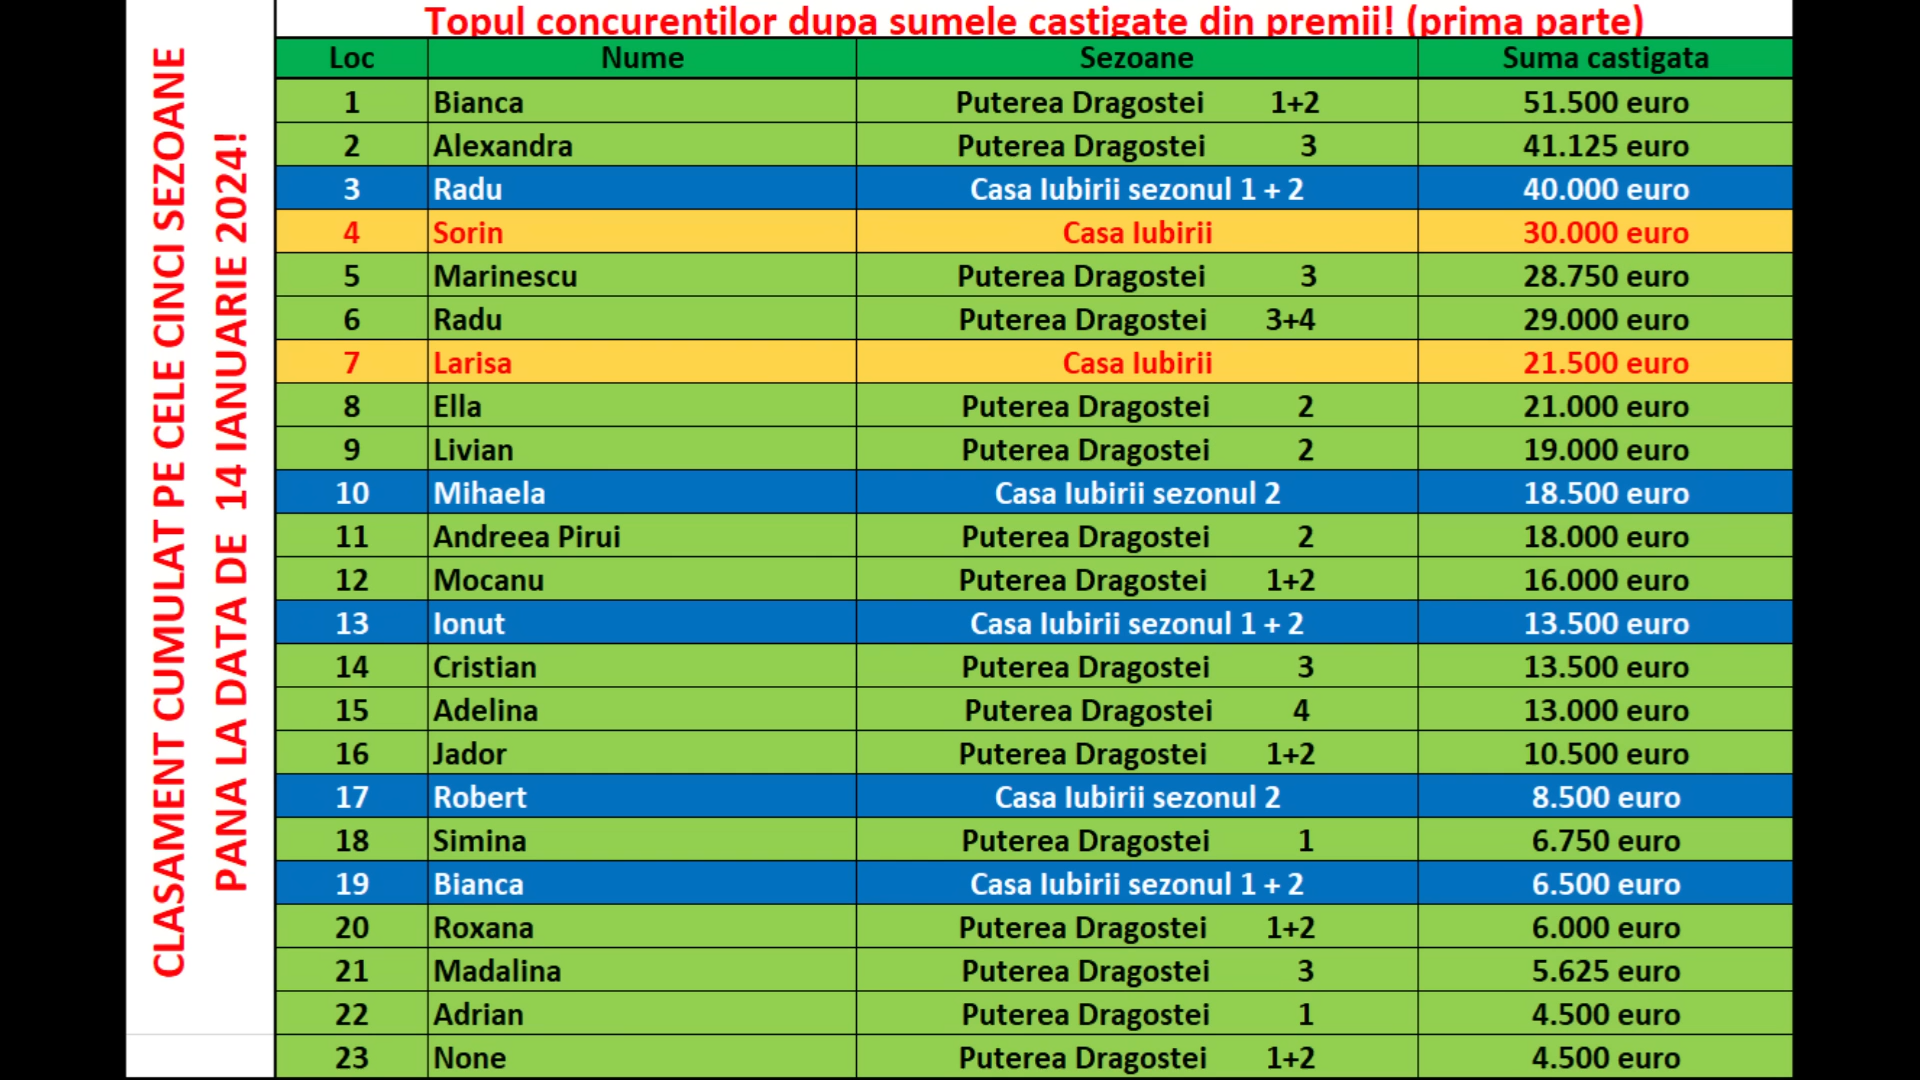 Topul concurentilor dupa sumele castigate din premii! (prima parte)
CLASAMENT CUMULAT PE CELE CINCI SEZOANE
PANA LA DATA DE 14 IANUARIE 2024!
Loc Nume Sezoane Suma castigata
1 Bianca Puterea Dragostei 1+2 51.500 euro
2 Alexandra Puterea Dragostei 3 41.125 euro
3 Radu Casa Iubirii sezonul 1 + 2 40.000 euro
4 Sorin Casa Iubirii 30.000 euro
5 Marinescu Puterea Dragostei 3 28.750 euro
6 Radu Puterea Dragostei 3+4 29.000 euro
7 Larisa Casa Iubirii 21.500 euro
8 Ella Puterea Dragostei 2 21.000 euro
9 Livian Puterea Dragostei 2 19.000 euro
10 Mihaela Casa Iubirii sezonul 2 18.500 euro
11 Andreea Pirui Puterea Dragostei 2 18.000 euro
12 Mocanu Puterea Dragostei 1+2 16.000 euro
13 Ionut Casa Iubirii sezonul 1 + 2 13.500 euro
14 Cristian Puterea Dragostei 3 13.500 euro
15 Adelina Puterea Dragostei 4 13.000 euro
16 Jador Puterea Dragostei 1+2 10.500 euro
17 Robert Casa Iubirii sezonul 2 8.500 euro
18 Simina Puterea Dragostei 1 6.750 euro
19 Bianca Casa Iubirii sezonul 1 + 2 6.500 euro
20 Roxana Puterea Dragostei 1+2 6.000 euro
21 Madalina Puterea Dragostei 3 5.625 euro
22 Adrian Puterea Dragostei 1 4.500 euro
23 None Puterea Dragostei 1+2 4.500 euro